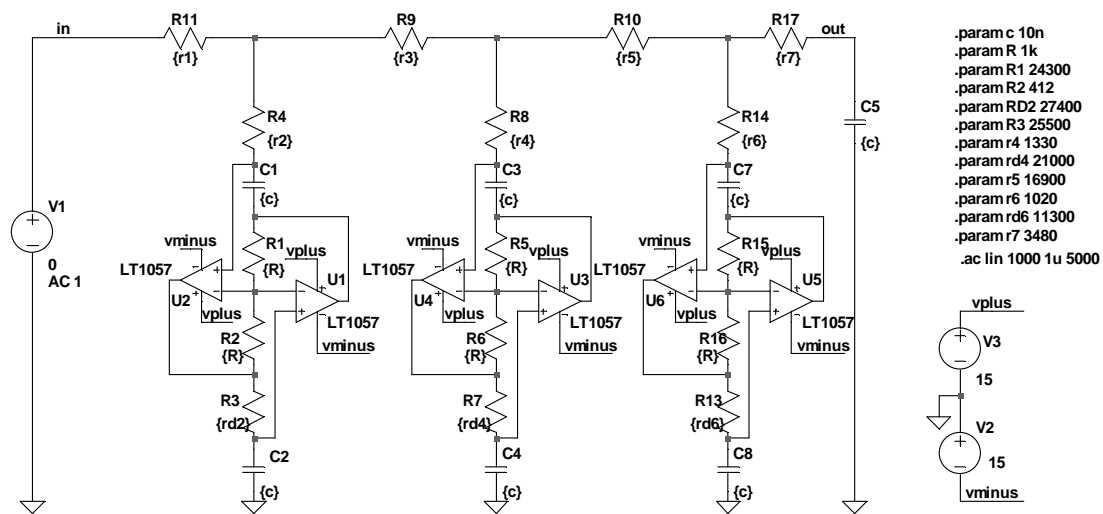 in
R11
{r1}
R9
{r3}
R10
{r5}
R17
{r7}
out
.param c 10n
.param R 1k
.param R1 24300
.param R2 412
.param RD2 27400
.param R3 25500
.param r4 1330
.param rd4 21000
.param r5 16900
.param r6 1020
.param rd6 11300
.param r7 3480
.ac lin 1000 1u 5000
R4
{r2}
R8
{r4}
R14
{r6}
C5
{c}
C1
{c}
C3
{c}
C7
{c}
V1
0
AC 1
vminus
R1
{R}
vplus
LT1057
U2
vplus
U1
LT1057
vminus
vminus
R5
{R}
vplus
LT1057
U4
vplus
U3
LT1057
vminus
vminus
R15
{R}
vplus
LT1057
U6
vplus
U5
LT1057
vminus
R2
{R}
R6
{R}
R16
{R}
R3
{rd2}
R7
{rd4}
R13
{rd6}
C2
{c}
C4
{c}
C8
{c}
vplus
V3
15
V2
15
vminus